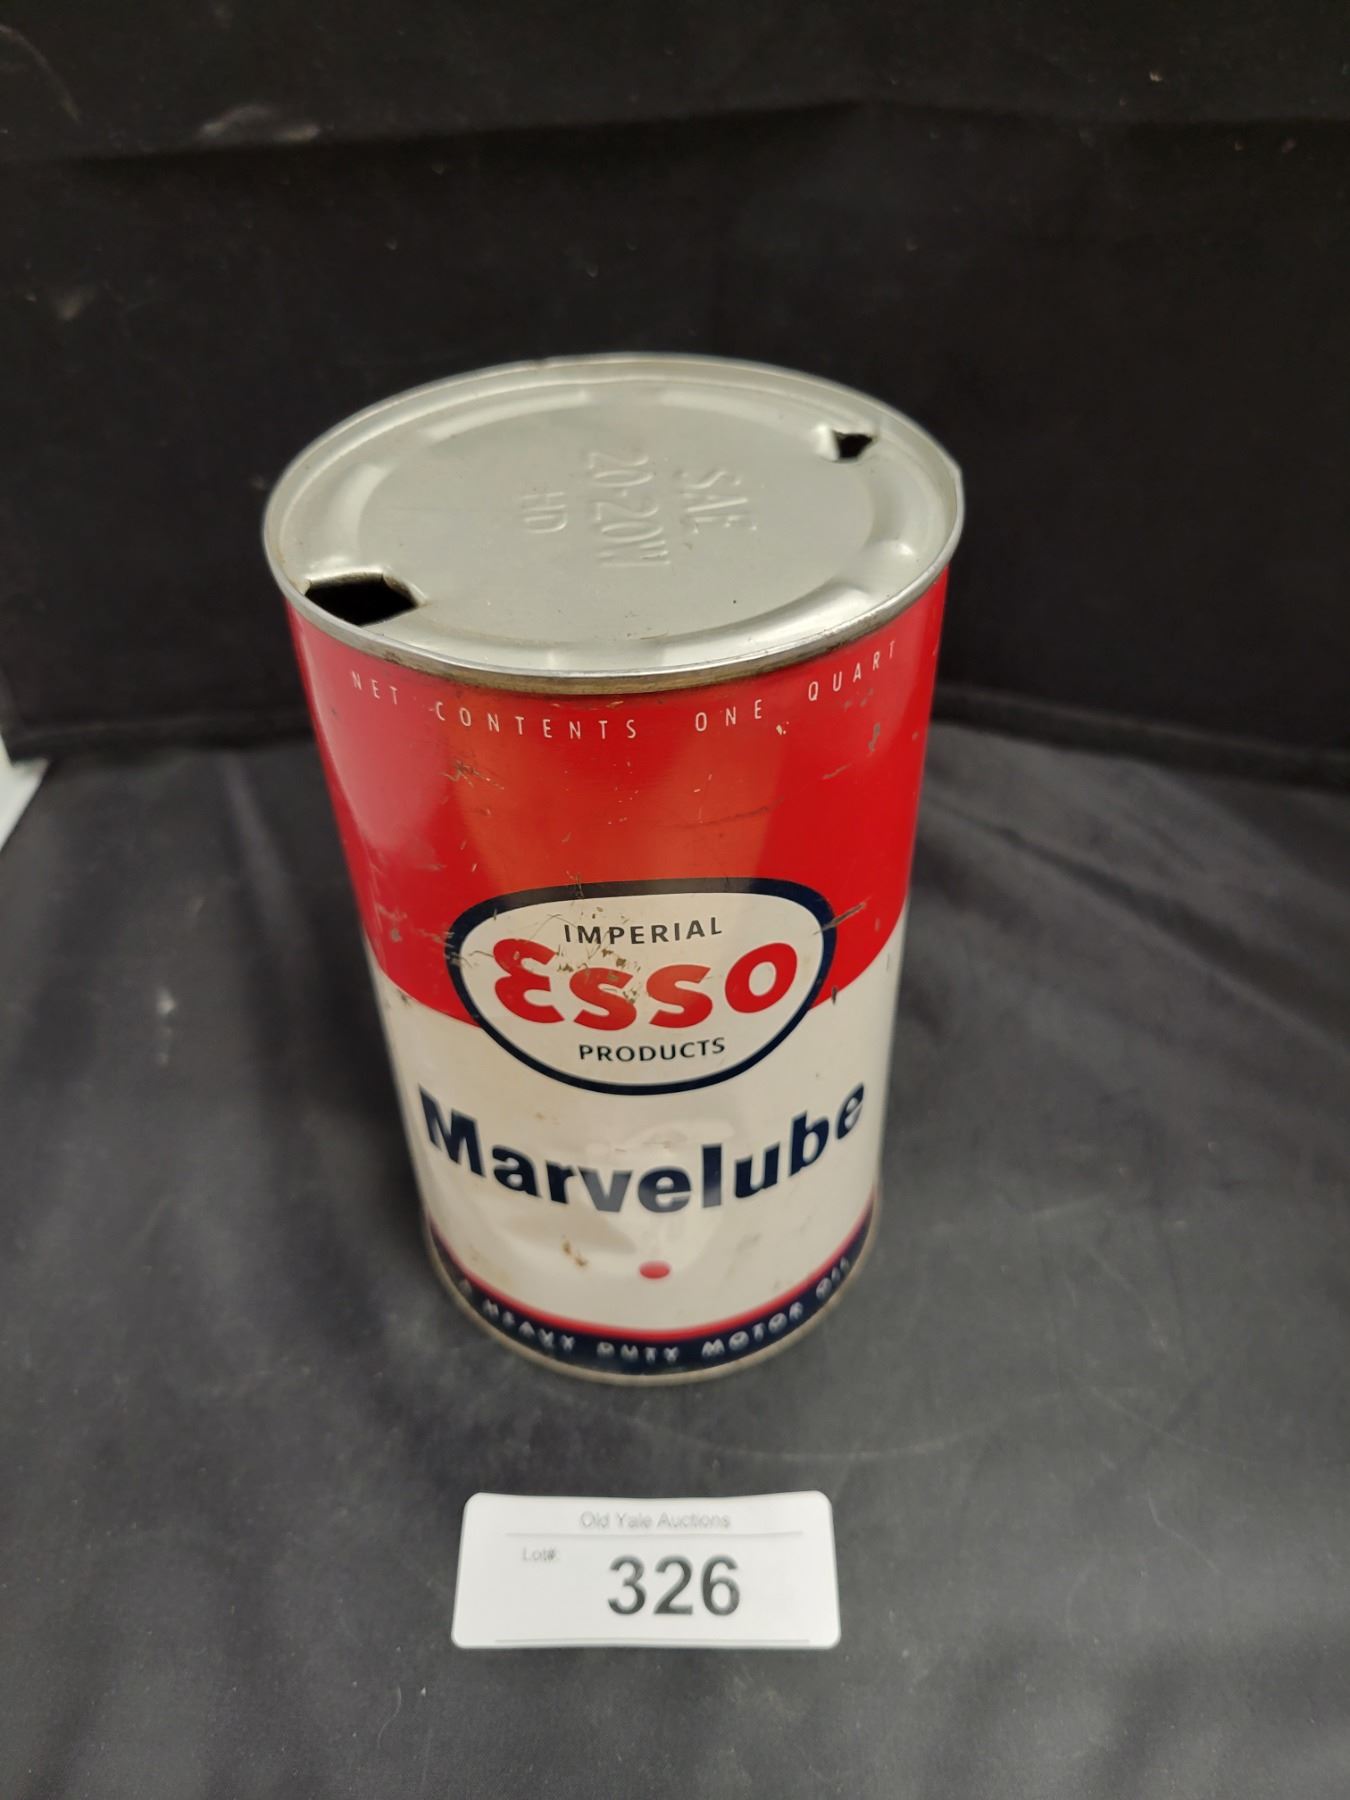 SAE
20-20W
HD
NET CONTENTS ONE QUART
IMPERIAL
Esso
PRODUCTS
Marvelube
HEAVY DUTY MOTOR OIL
Old Yale Auctions
Lot#:
326